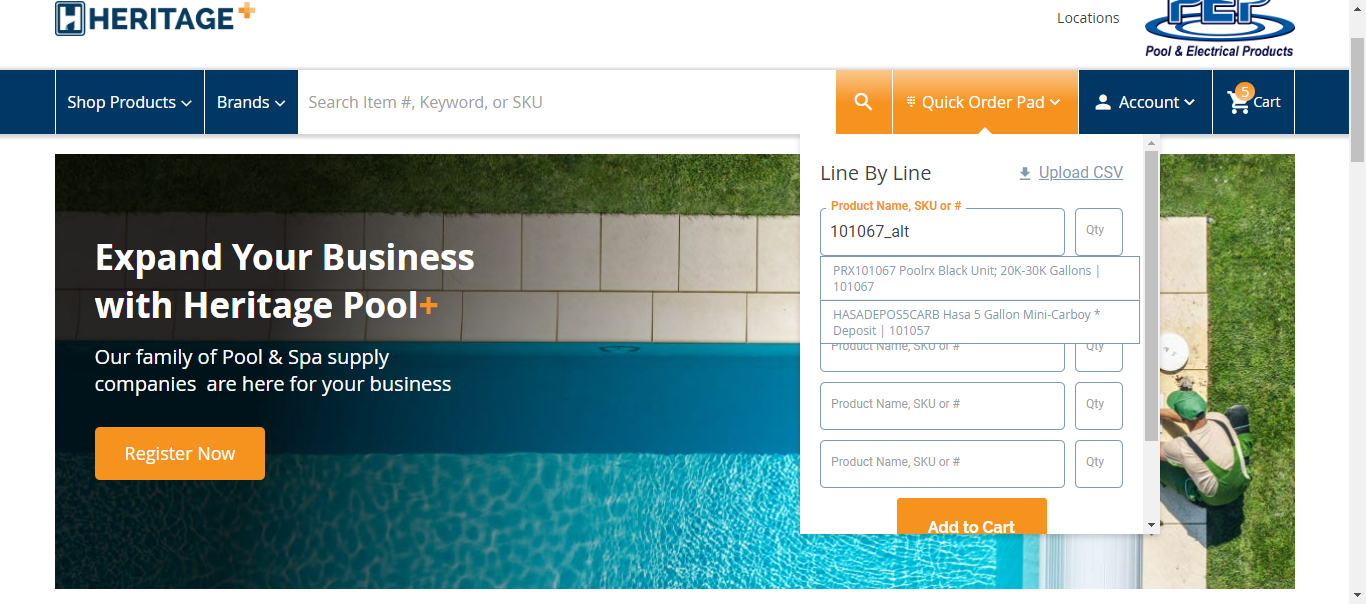 HERITAGE+
Locations
PEP
Pool & Electrical Products
Shop Products
Brands
Search Item #, Keyword, or SKU
Quick Order Pad
Account
5
Cart
Expand Your Business
with Heritage Pool+
Our family of Pool & Spa supply
companies are here for your business
Register Now
Line By Line
Upload CSV
Product Name, SKU or #
101067_alt
Qty
PRX101067 Poolrx Black Unit; 20K-30K Gallons |
101067
HASADEPOS5CARB Hasa 5 Gallon Mini-Carboy *
Deposit | 101057
Product Name, SKU or #
Qty
Product Name, SKU or #
Qty
Product Name, SKU or #
Qty
Add to Cart